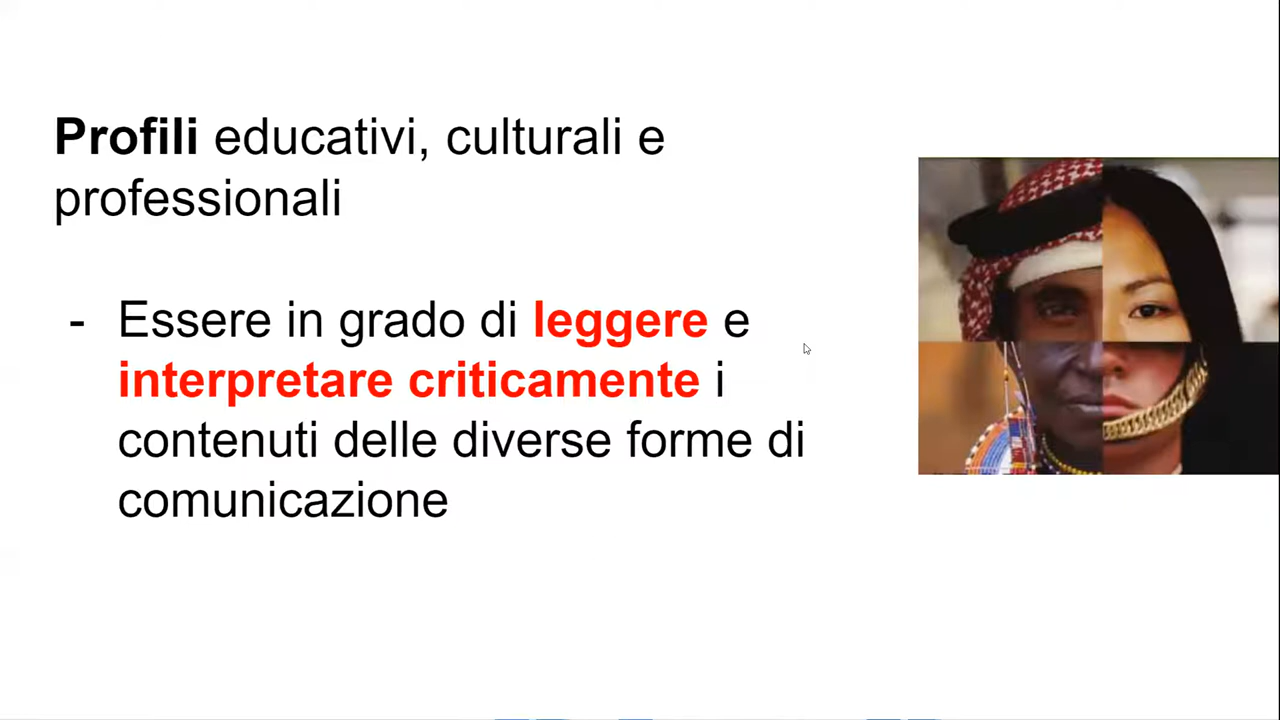 Profili educativi, culturali e
professionali
- Essere in grado di leggere e
interpretare criticamente i
contenuti delle diverse forme di
comunicazione